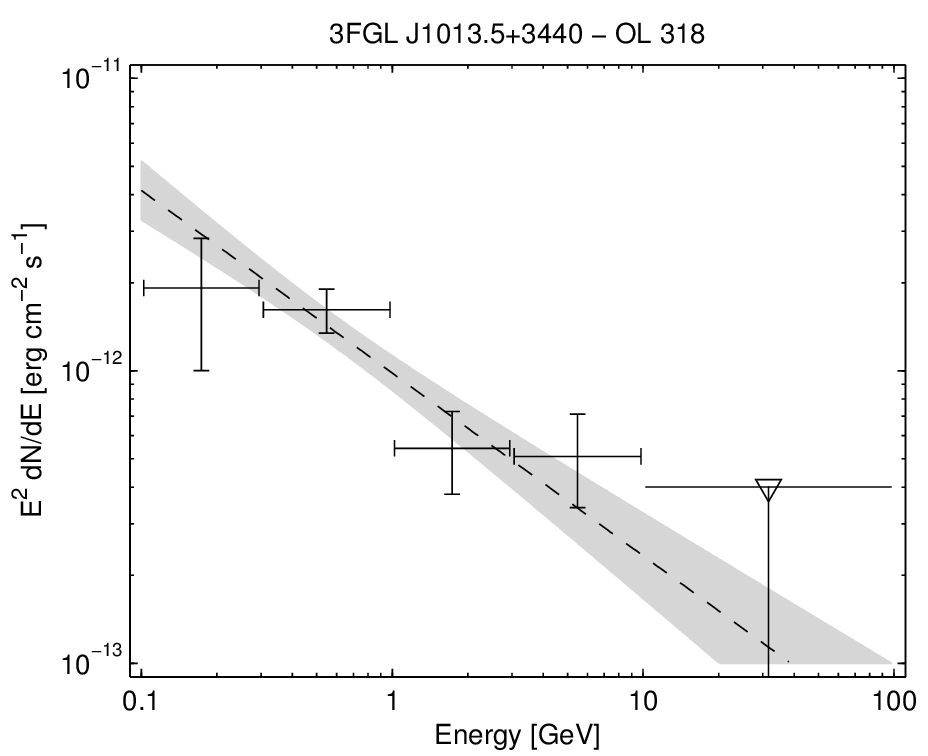 3FGL J1013.5+3440 − OL 318
10⁻¹¹
10⁻¹²
10⁻¹³
E² dN/dE [erg cm⁻² s⁻¹]
0.1 1 10 100
Energy [GeV]